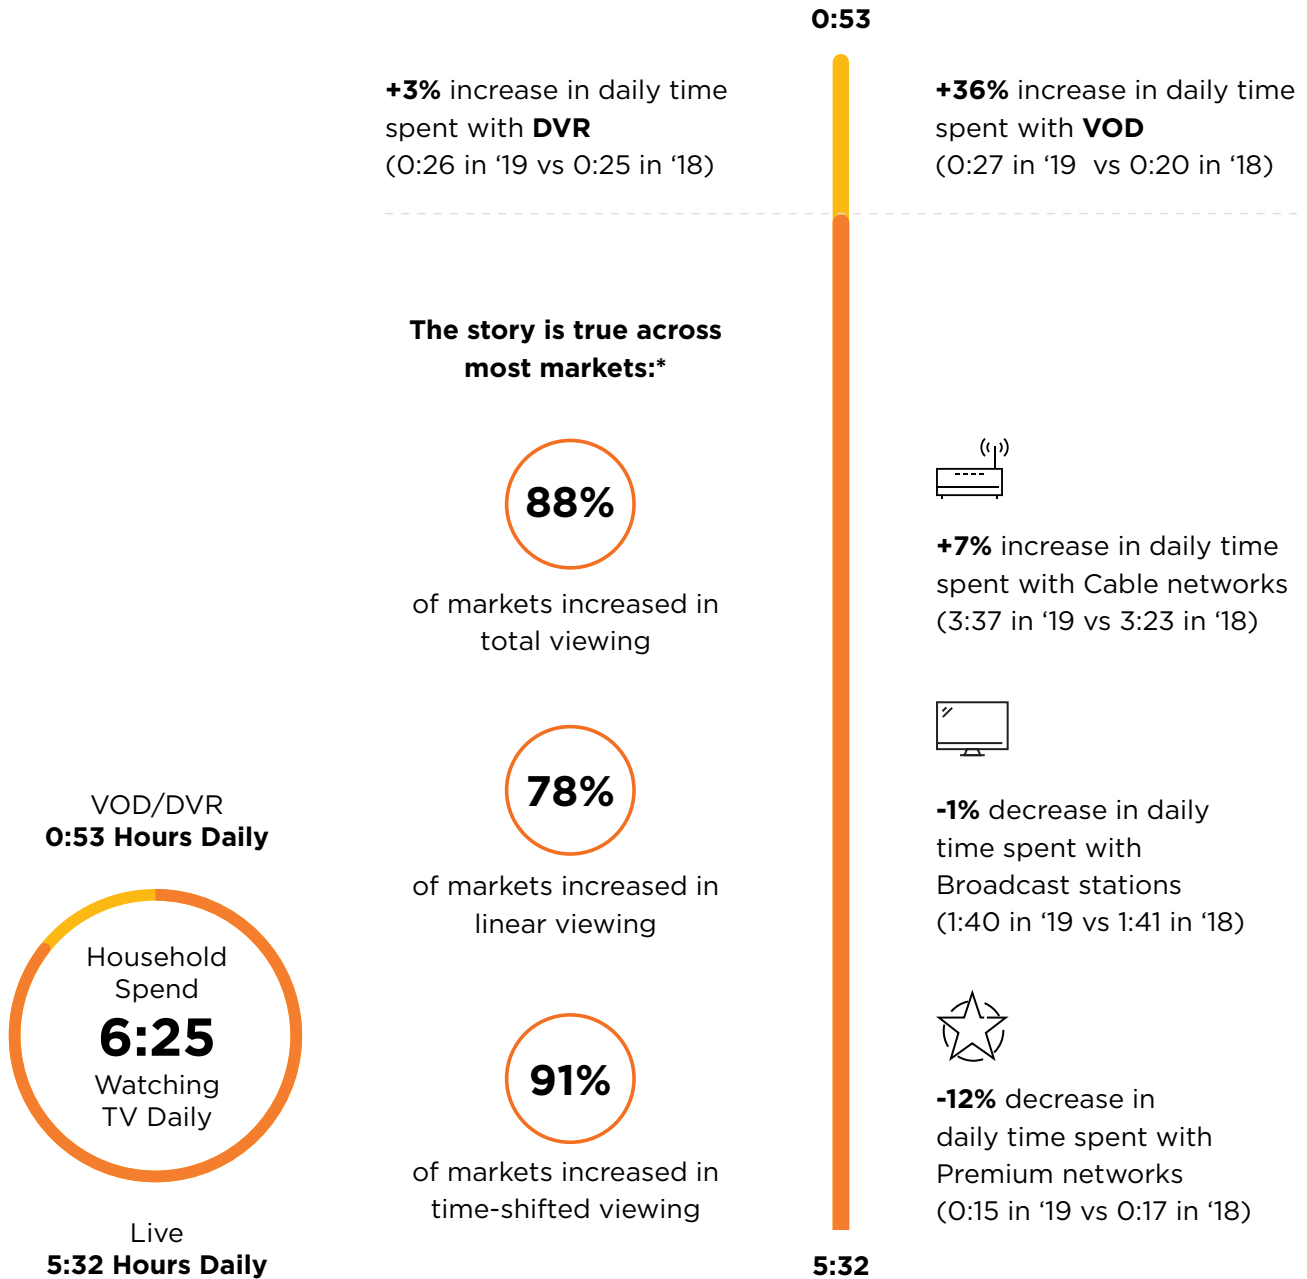 0:53
+3% increase in daily time
spent with DVR
(0:26 in ‘19 vs 0:25 in ‘18)
+36% increase in daily time
spent with VOD
(0:27 in ‘19  vs 0:20 in ‘18)
The story is true across
most markets:*
88%
of markets increased in
total viewing
78%
of markets increased in
linear viewing
91%
of markets increased in
time-shifted viewing
+7% increase in daily time
spent with Cable networks
(3:37 in ‘19 vs 3:23 in ‘18)
-1% decrease in daily
time spent with
Broadcast stations
(1:40 in ‘19 vs 1:41 in ‘18)
-12% decrease in
daily time spent with
Premium networks
(0:15 in ‘19 vs 0:17 in ‘18)
5:32
VOD/DVR
0:53 Hours Daily
Household
Spend
6:25
Watching
TV Daily
Live
5:32 Hours Daily